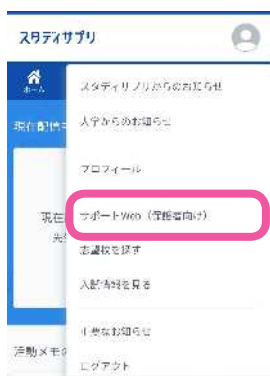 スタディサプリ
ホーム
スタディサプリからのお知らせ
大学からのお知らせ
現在配信
プロフィール
現在
サポートWeb（保護者向け）
先
志望校を探す
入試情報を見る
重要なお知らせ
活動メモの
ログアウト